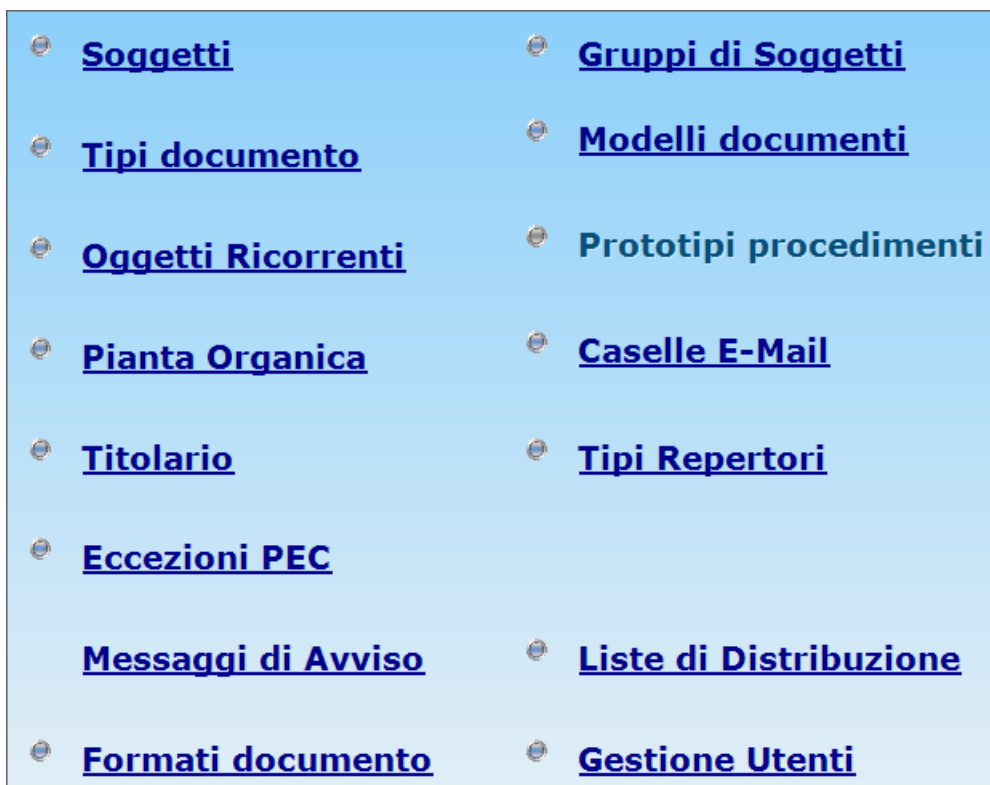 Soggetti
Gruppi di Soggetti
Tipi documento
Modelli documenti
Oggetti Ricorrenti
Prototipi procedimenti
Pianta Organica
Caselle E-Mail
Titolario
Tipi Repertori
Eccezioni PEC
Messaggi di Avviso
Liste di Distribuzione
Formati documento
Gestione Utenti